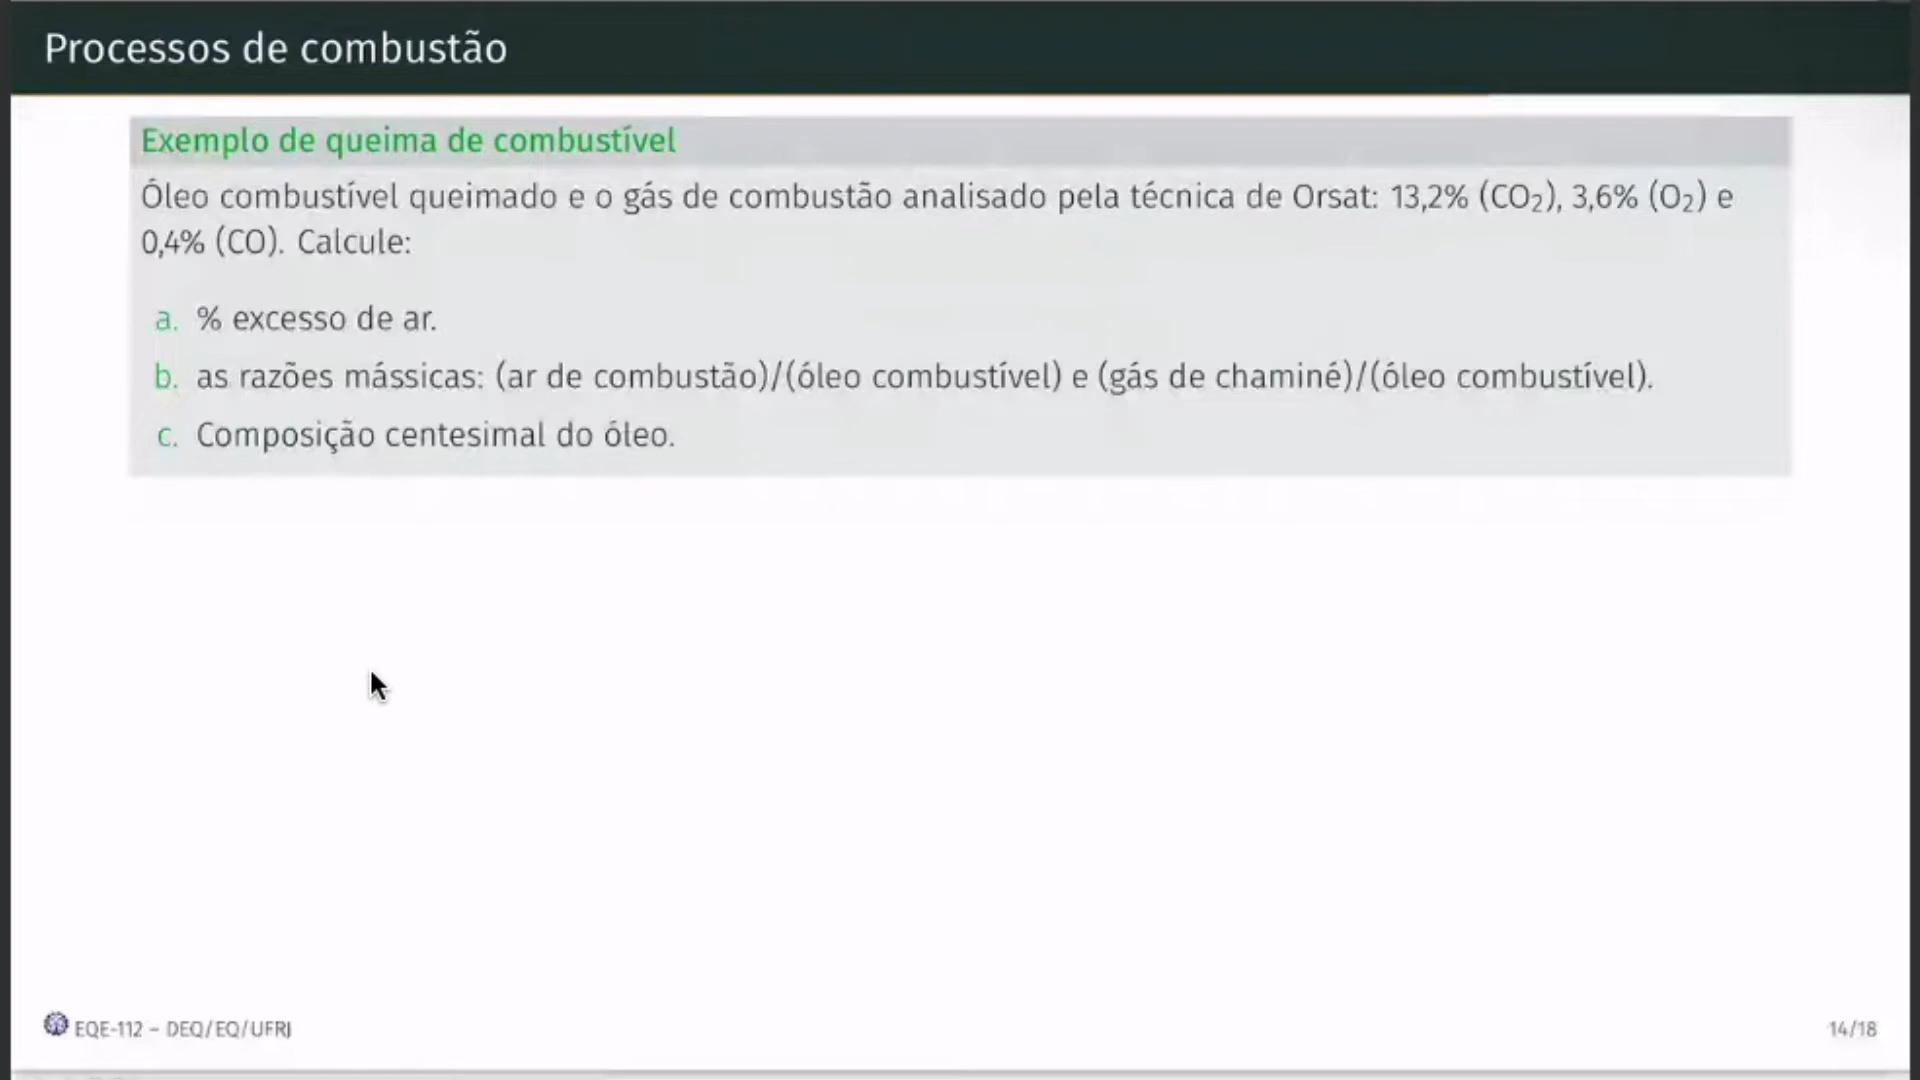 Processos de combustão
Exemplo de queima de combustível
Óleo combustível queimado e o gás de combustão analisado pela técnica de Orsat: 13,2% (CO₂), 3,6% (O₂) e
0,4% (CO). Calcule:
a. % excesso de ar.
b. as razões mássicas: (ar de combustão)/(óleo combustível) e (gás de chaminé)/(óleo combustível).
c. Composição centesimal do óleo.
EQE-112 – DEQ/EQ/UFRJ
14/18